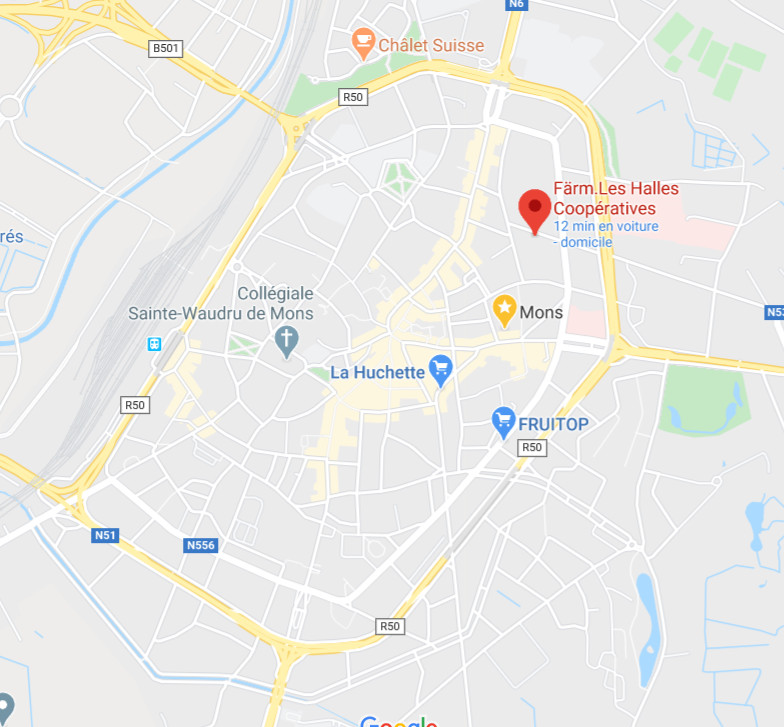 N6
B501
Châlet Suisse
R50
Färm.Les Halles
Coopératives
12 min en voiture
- domicile
rés
Collégiale
Sainte-Waudru de Mons
Mons
N5
La Huchette
R50
FRUITOP
R50
N51
N556
R50
Google